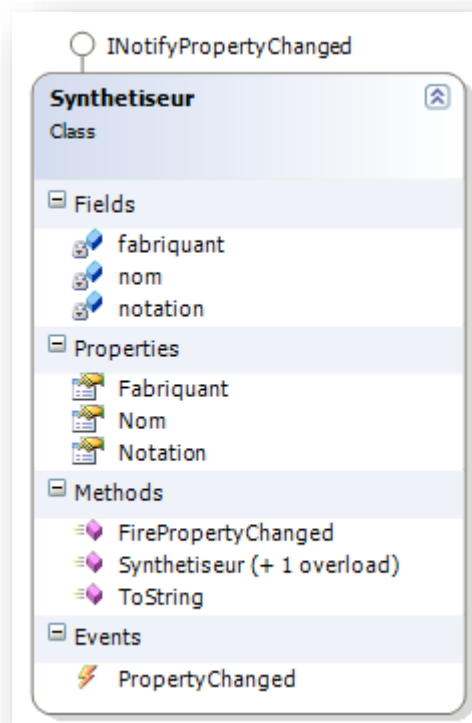 INotifyPropertyChanged
Synthetiseur
Class
Fields
fabriquant
nom
notation
Properties
Fabriquant
Nom
Notation
Methods
FirePropertyChanged
Synthetiseur (+ 1 overload)
ToString
Events
PropertyChanged